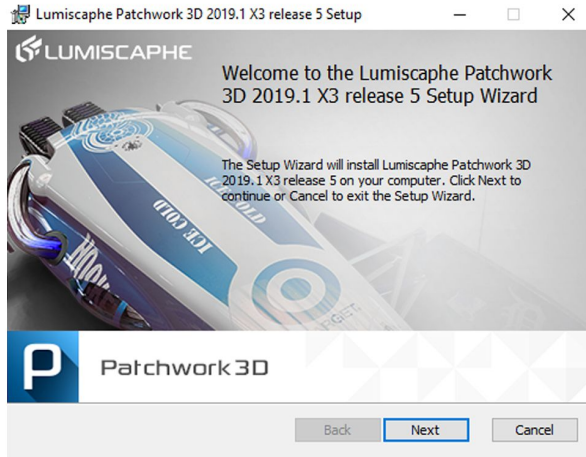 Lumiscaphe Patchwork 3D 2019.1 X3 release 5 Setup
LUMISCAPHE
Welcome to the Lumiscaphe Patchwork
3D 2019.1 X3 release 5 Setup Wizard
The Setup Wizard will install Lumiscaphe Patchwork 3D
2019.1 X3 release 5 on your computer. Click Next to
continue or Cancel to exit the Setup Wizard.
ICE COLD
P
Patchwork 3D
Back
Next
Cancel